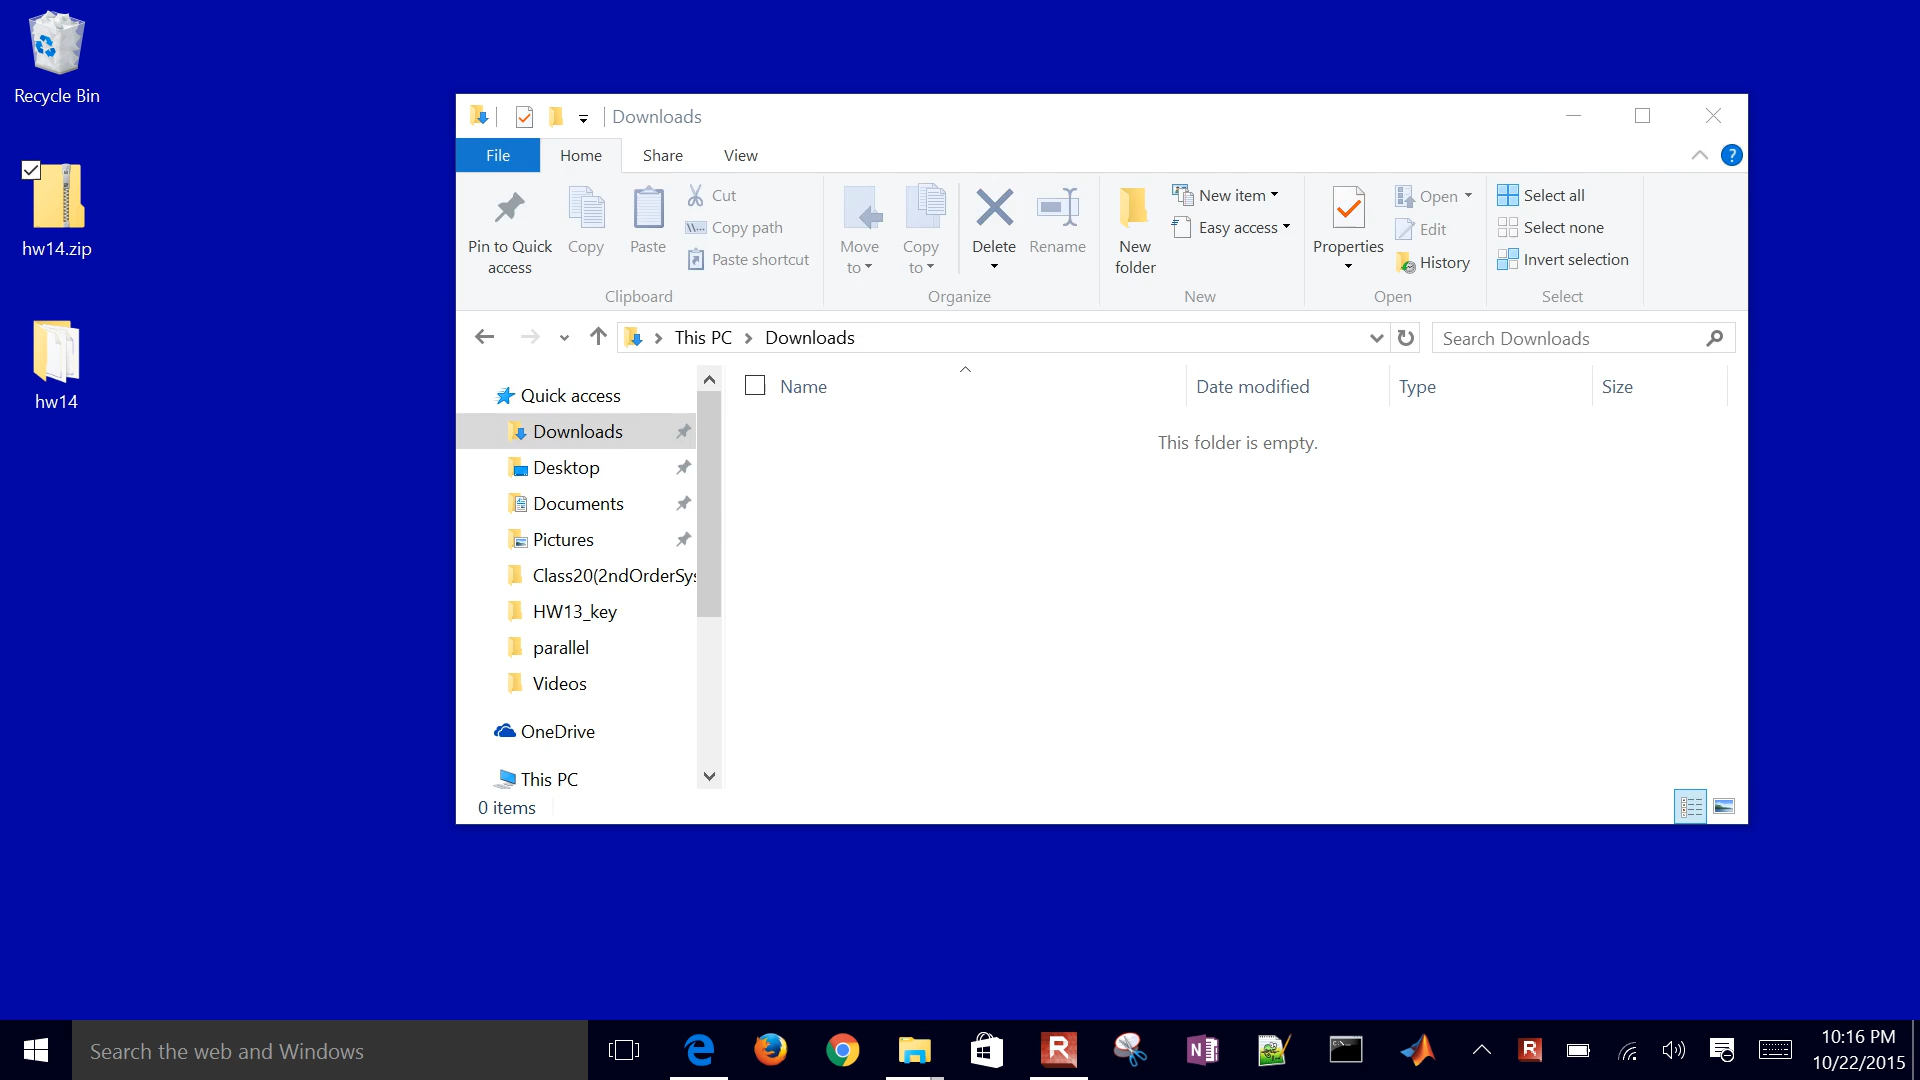 Recycle Bin
hw14.zip
hw14
Downloads
File Home Share View
Pin to Quick access
Copy
Paste
Cut
Copy path
Paste shortcut
Clipboard
Move to
Copy to
Delete
Rename
Organize
New folder
New item
Easy access
New
Properties
Open
Edit
History
Open
Select all
Select none
Invert selection
Select
This PC > Downloads
Search Downloads
Name Date modified Type Size
This folder is empty.
Quick access
Downloads
Desktop
Documents
Pictures
Class20(2ndOrderSys
HW13_key
parallel
Videos
OneDrive
This PC
0 items
Search the web and Windows
10:16 PM
10/22/2015